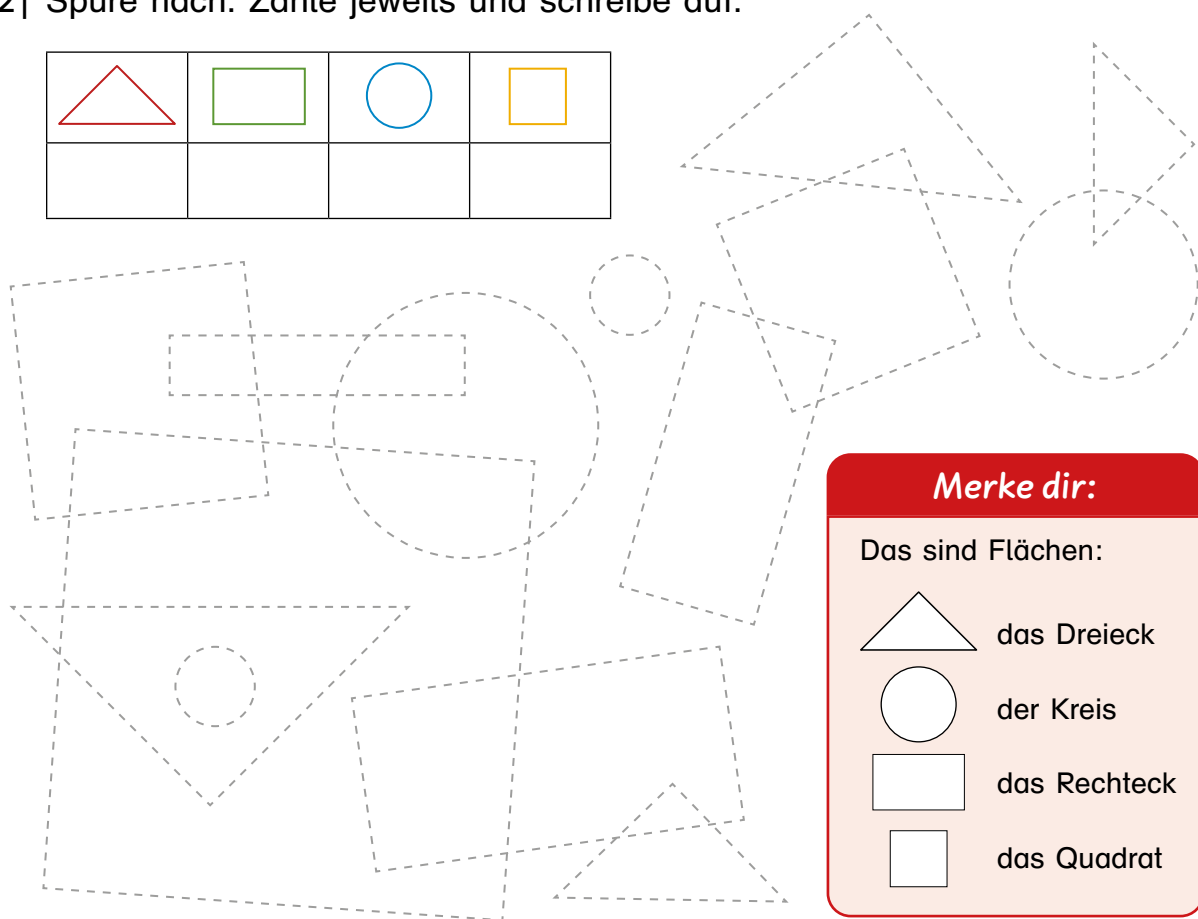 2| Spure nach. Zähle jeweils und schreibe auf.
Merke dir:
Das sind Flächen:
das Dreieck
der Kreis
das Rechteck
das Quadrat